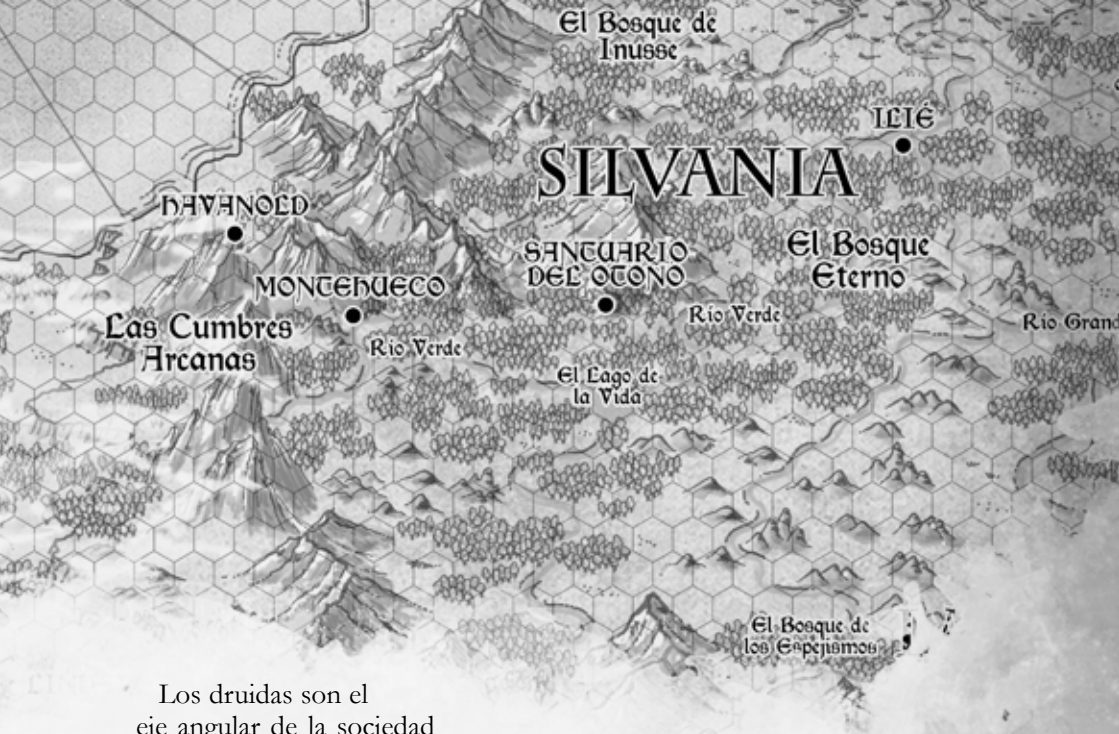 El Bosque de
Inusse
ILIÉ
SILVANIA
HAVANOLD
El Bosque
Eterno
SANTUARIO
DEL OTOÑO
MONTEHUECO
Río Verde
Río Grand
Las Cumbres
Arcanas
Río Verde
El Lago de
la Vida
El Bosque de
los Espejismos
Los druidas son el
eje angular de la sociedad